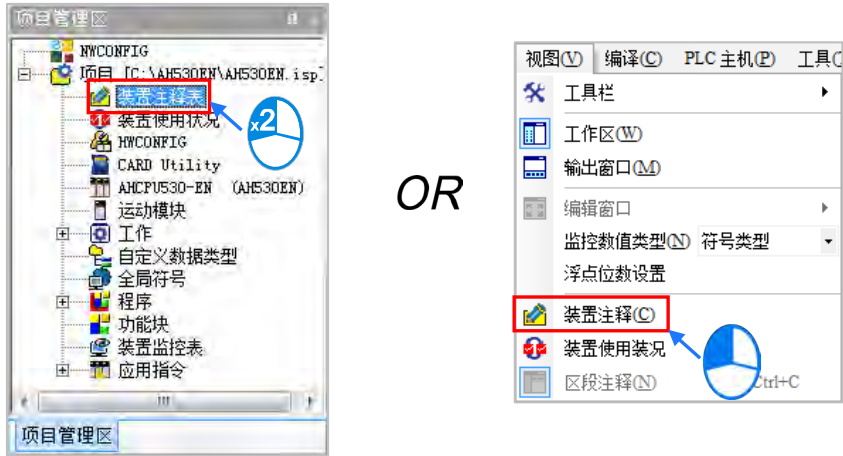 项目管理区
NWCONFIG
项目 [C:\AH530EN\AH530EN.isp]
装置注释表
装置使用状况
x2
HWCONFIG
CARD Utility
AHCPU530-EN (AH530EN)
运动模块
工作
自定义数据类型
全局符号
程序
功能块
装置监控表
应用指令
项目管理区
OR
视图(V) 编译(C) PLC 主机(P) 工具(
工具栏
工作区(W)
输出窗口(M)
编辑窗口
监控数值类型(N) 符号类型
浮点位数设置
装置注释(C)
装置使用装况
区段注释(N) Ctrl+C